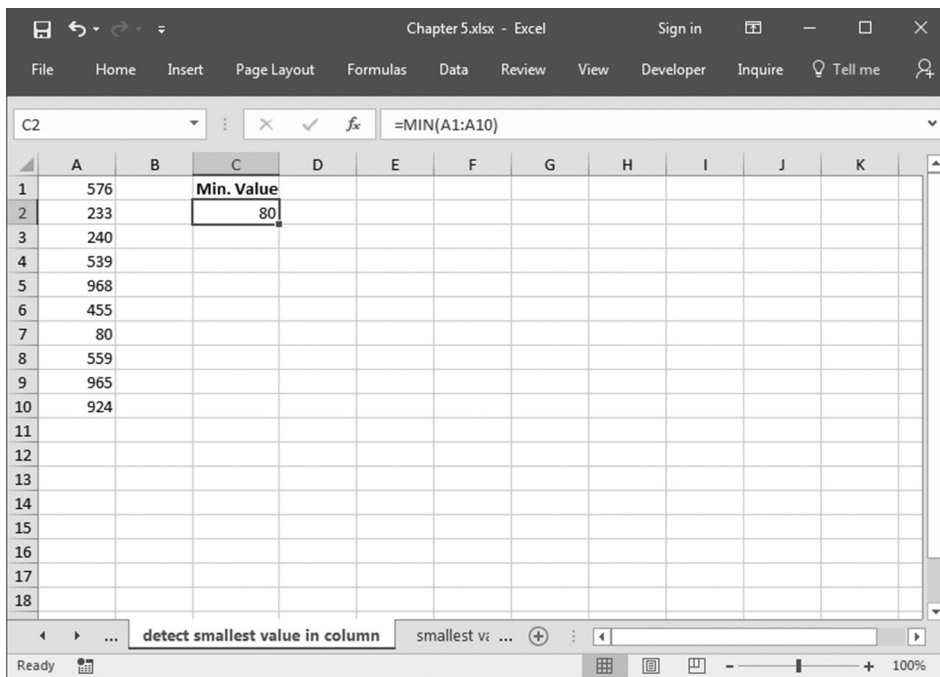 Chapter 5.xlsx - Excel Sign in
File Home Insert Page Layout Formulas Data Review View Developer Inquire Tell me
C2 fx =MIN(A1:A10)
A B C D E F G H I J K
1 576 Min. Value
2 233 80
3 240
4 539
5 968
6 455
7 80
8 559
9 965
10 924
11
12
13
14
15
16
17
18
... detect smallest value in column smallest va ...
Ready 100%